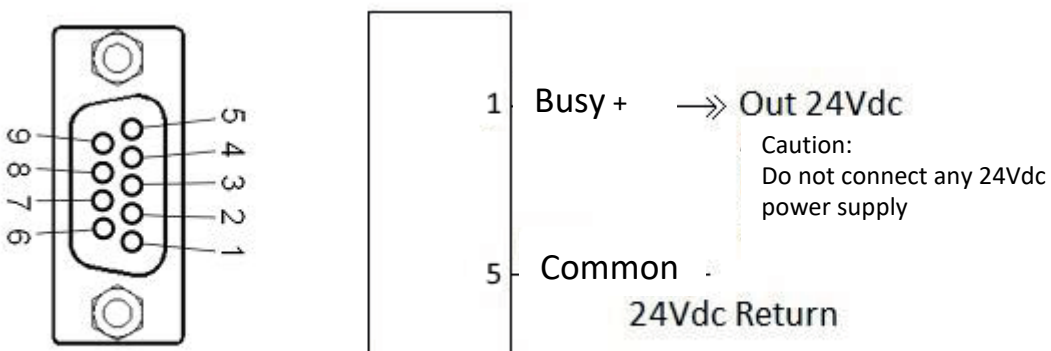 5
9
4
8
3
7
2
6
1
1 Busy + Out 24Vdc
Caution:
Do not connect any 24Vdc
power supply
5 Common
24Vdc Return